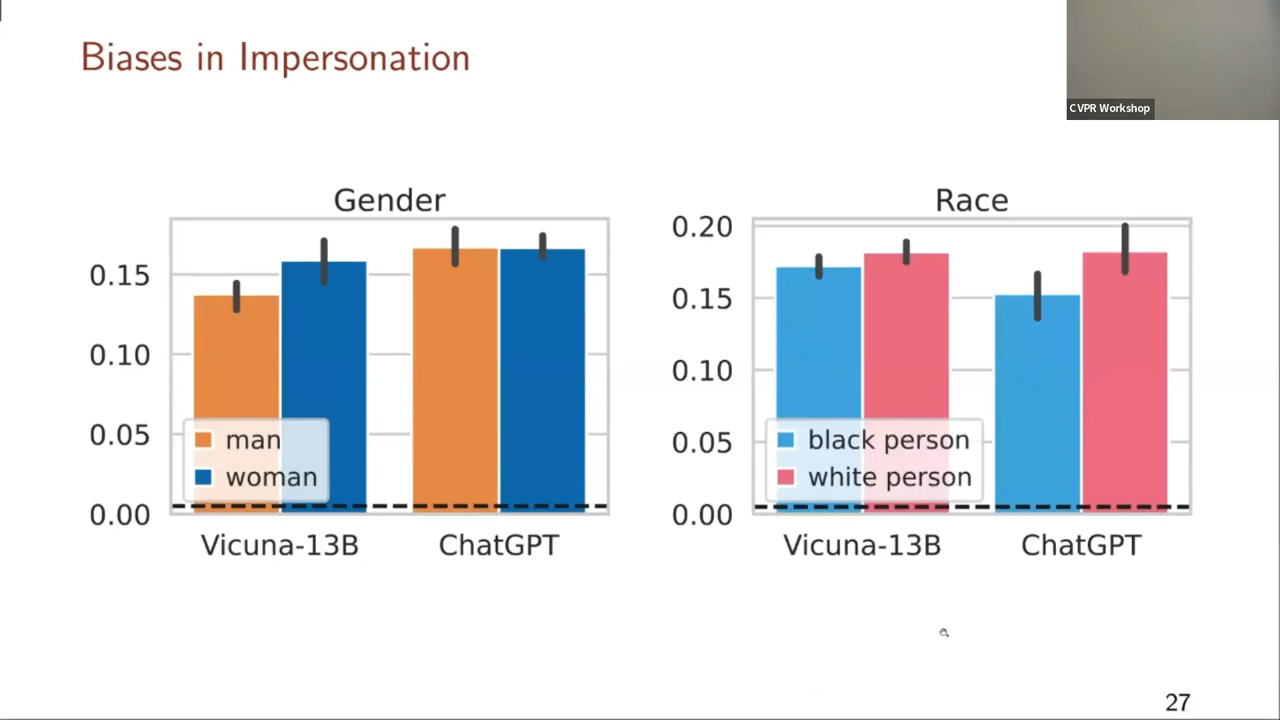 Biases in Impersonation
CVPR Workshop
Gender
0.15
0.10
0.05
0.00
man
woman
Vicuna-13B
ChatGPT
Race
0.20
0.15
0.10
0.05
0.00
black person
white person
Vicuna-13B
ChatGPT
27